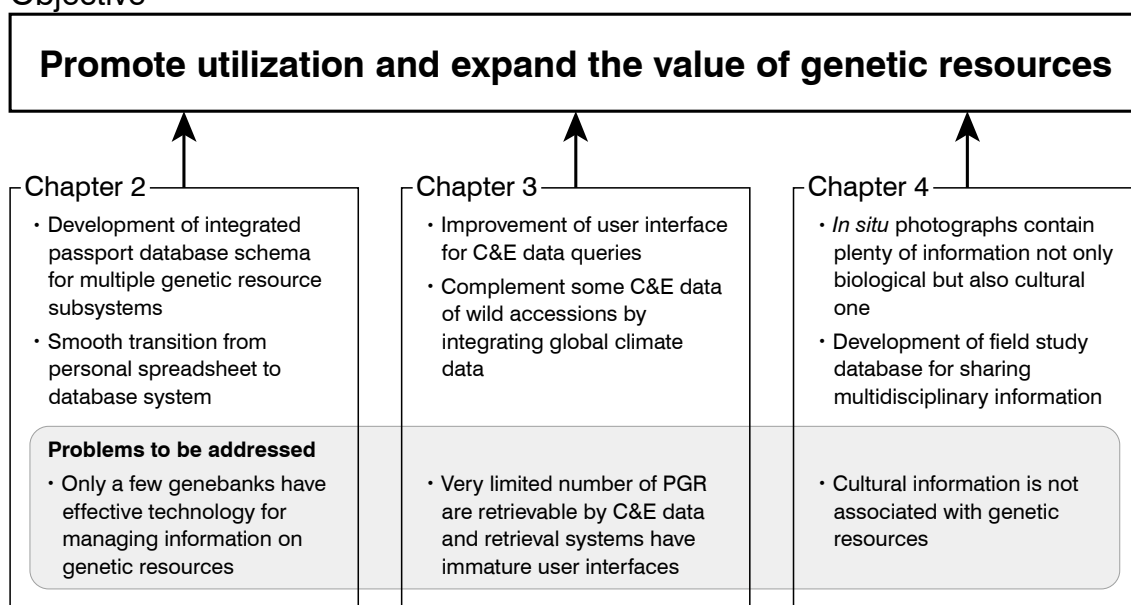 Objective
Promote utilization and expand the value of genetic resources
Chapter 2
・Development of integrated
passport database schema
for multiple genetic resource
subsystems
・Smooth transition from
personal spreadsheet to
database system
Chapter 3
・Improvement of user interface
for C&E data queries
・Complement some C&E data
of wild accessions by
integrating global climate
data
Chapter 4
・In situ photographs contain
plenty of information not only
biological but also cultural
one
・Development of field study
database for sharing
multidisciplinary information
Problems to be addressed
・Only a few genebanks have
effective technology for
managing information on
genetic resources
・Very limited number of PGR
are retrievable by C&E data
and retrieval systems have
immature user interfaces
・Cultural information is not
associated with genetic
resources